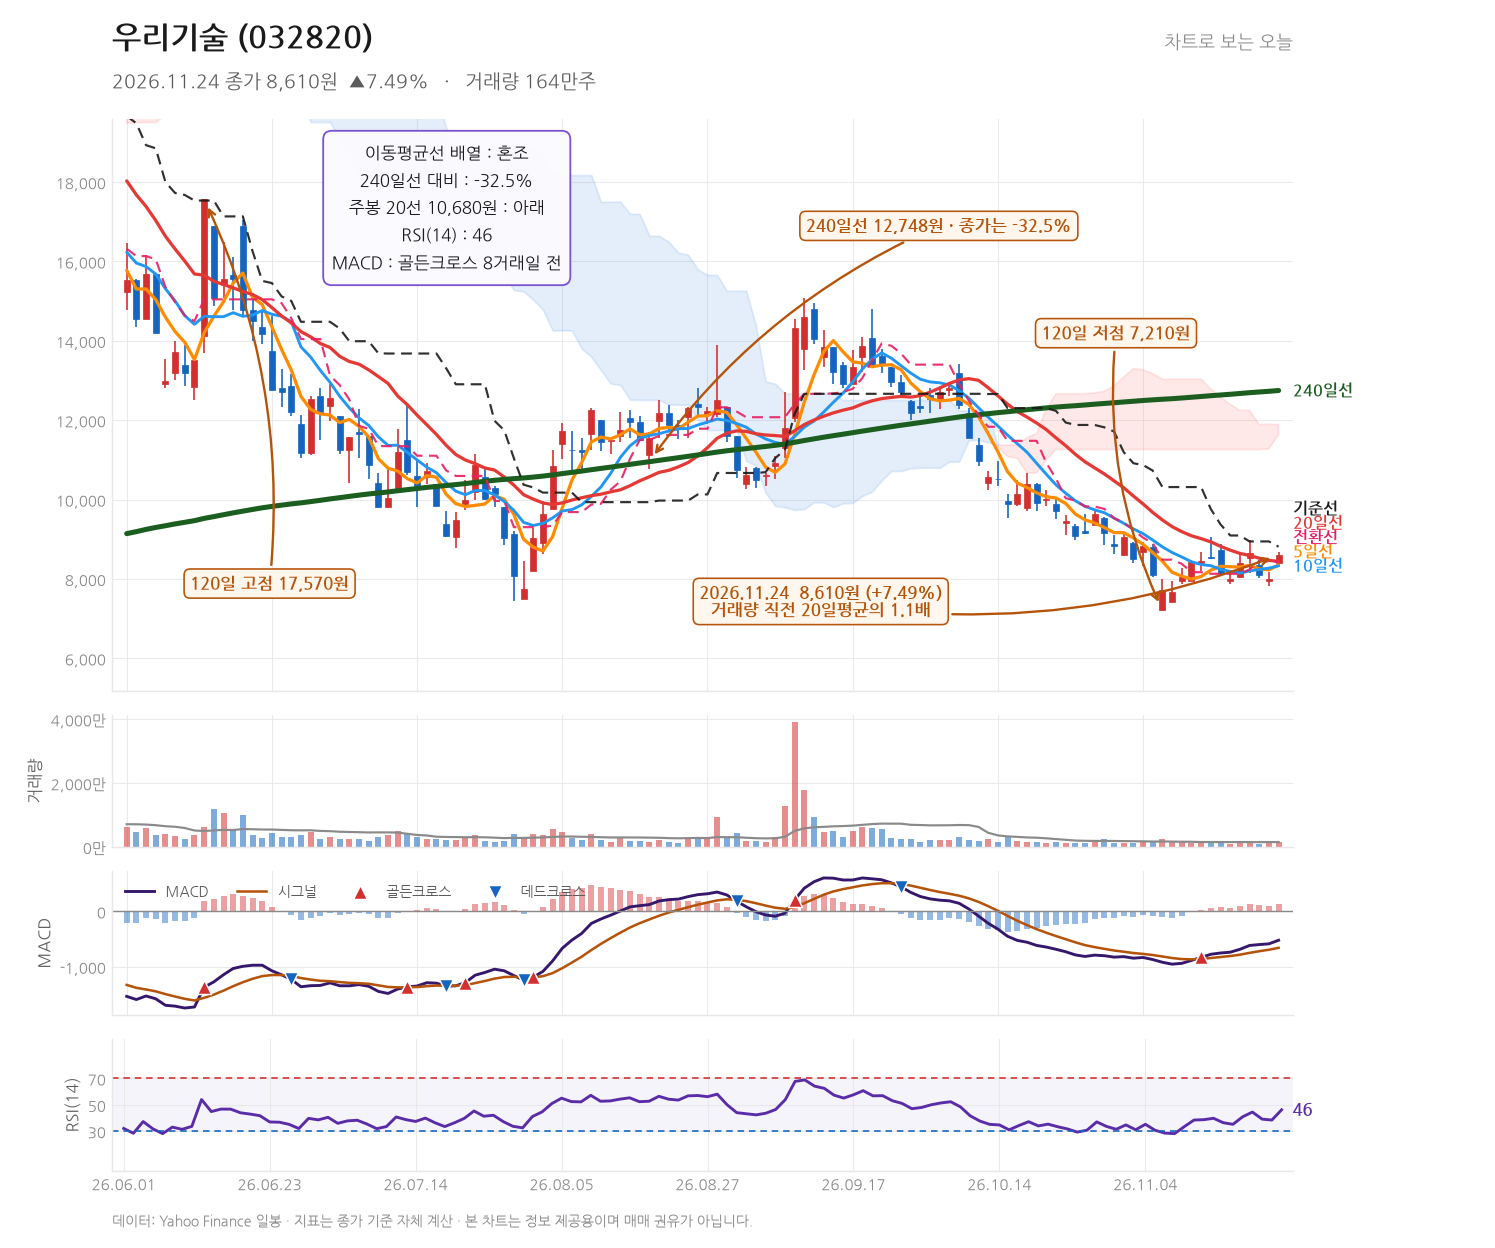 우리기술 (032820)
차트로 보는 오늘
2026.11.24 종가 8,610원 ▲7.49% · 거래량 164만주
이동평균선 배열 : 혼조
240일선 대비 : -32.5%
주봉 20선 10,680원 : 아래
RSI(14) : 46
MACD : 골든크로스 8거래일 전
240일선 12,748원 · 종가는 -32.5%
120일 저점 7,210원
120일 고점 17,570원
2026.11.24 8,610원 (+7.49%)
거래량 직전 20일평균의 1.1배
18,000
16,000
14,000
12,000
10,000
8,000
6,000
240일선
기준선
20일선
전환선
5일선
10일선
거래량
4,000만
2,000만
0만
MACD
MACD
시그널
골든크로스
데드크로스
0
-1,000
RSI(14)
70
50
30
46
26.06.01
26.06.23
26.07.14
26.08.05
26.08.27
26.09.17
26.10.14
26.11.04
데이터: Yahoo Finance 일봉 · 지표는 종가 기준 자체 계산 · 본 차트는 정보 제공용이며 매매 권유가 아닙니다.